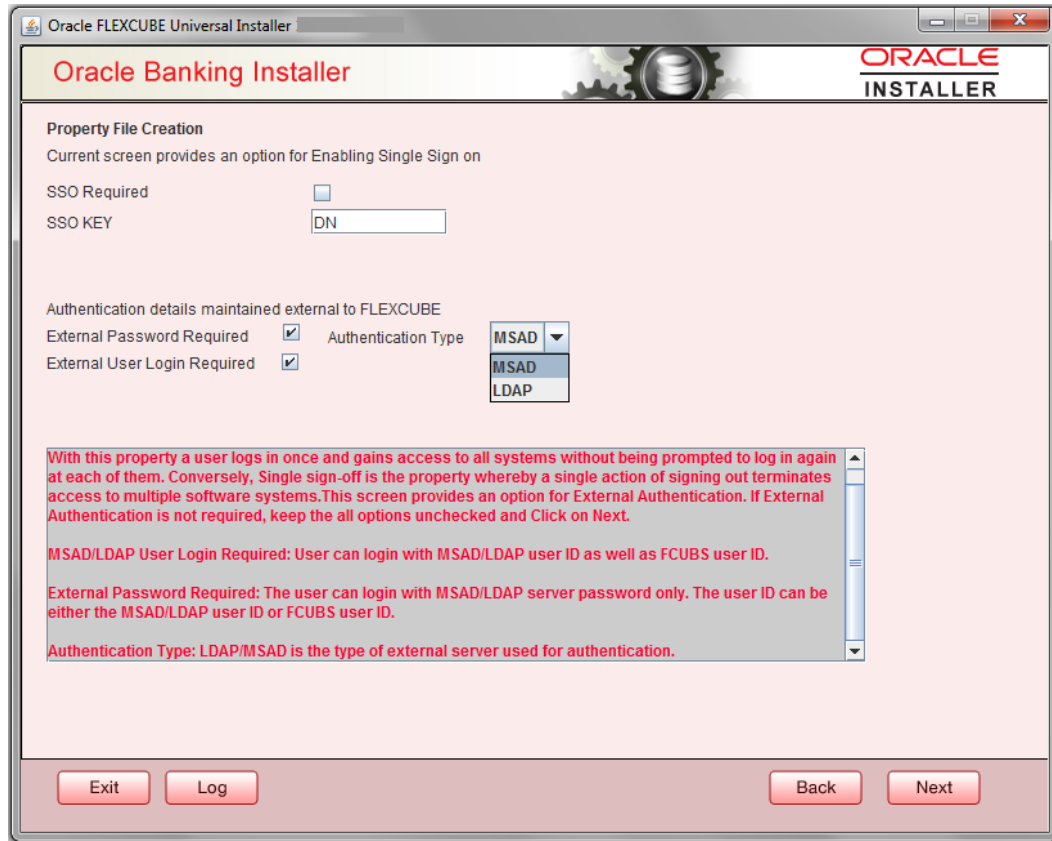 Oracle FLEXCUBE Universal Installer
Oracle Banking Installer
ORACLE
INSTALLER
Property File Creation
Current screen provides an option for Enabling Single Sign on
SSO Required
SSO KEY DN
Authentication details maintained external to FLEXCUBE
External Password Required Authentication Type MSAD
External User Login Required
MSAD
LDAP
With this property a user logs in once and gains access to all systems without being prompted to log in again
at each of them. Conversely, Single sign-off is the property whereby a single action of signing out terminates
access to multiple software systems.This screen provides an option for External Authentication. If External
Authentication is not required, keep the all options unchecked and Click on Next.
MSAD/LDAP User Login Required: User can login with MSAD/LDAP user ID as well as FCUBS user ID.
External Password Required: The user can login with MSAD/LDAP server password only. The user ID can be
either the MSAD/LDAP user ID or FCUBS user ID.
Authentication Type: LDAP/MSAD is the type of external server used for authentication.
Exit Log Back Next